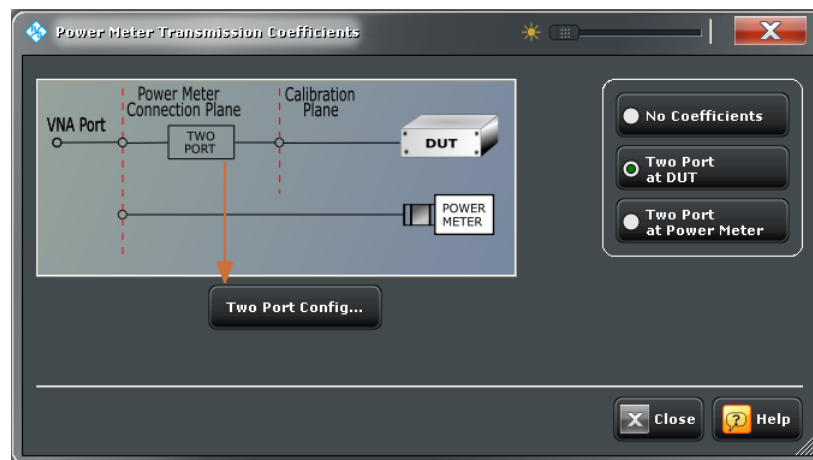 Power Meter Transmission Coefficients
Power Meter
Connection Plane
Calibration
Plane
VNA Port
TWO
PORT
DUT
POWER
METER
Two Port Config...
No Coefficients
Two Port
at DUT
Two Port
at Power Meter
X Close
? Help